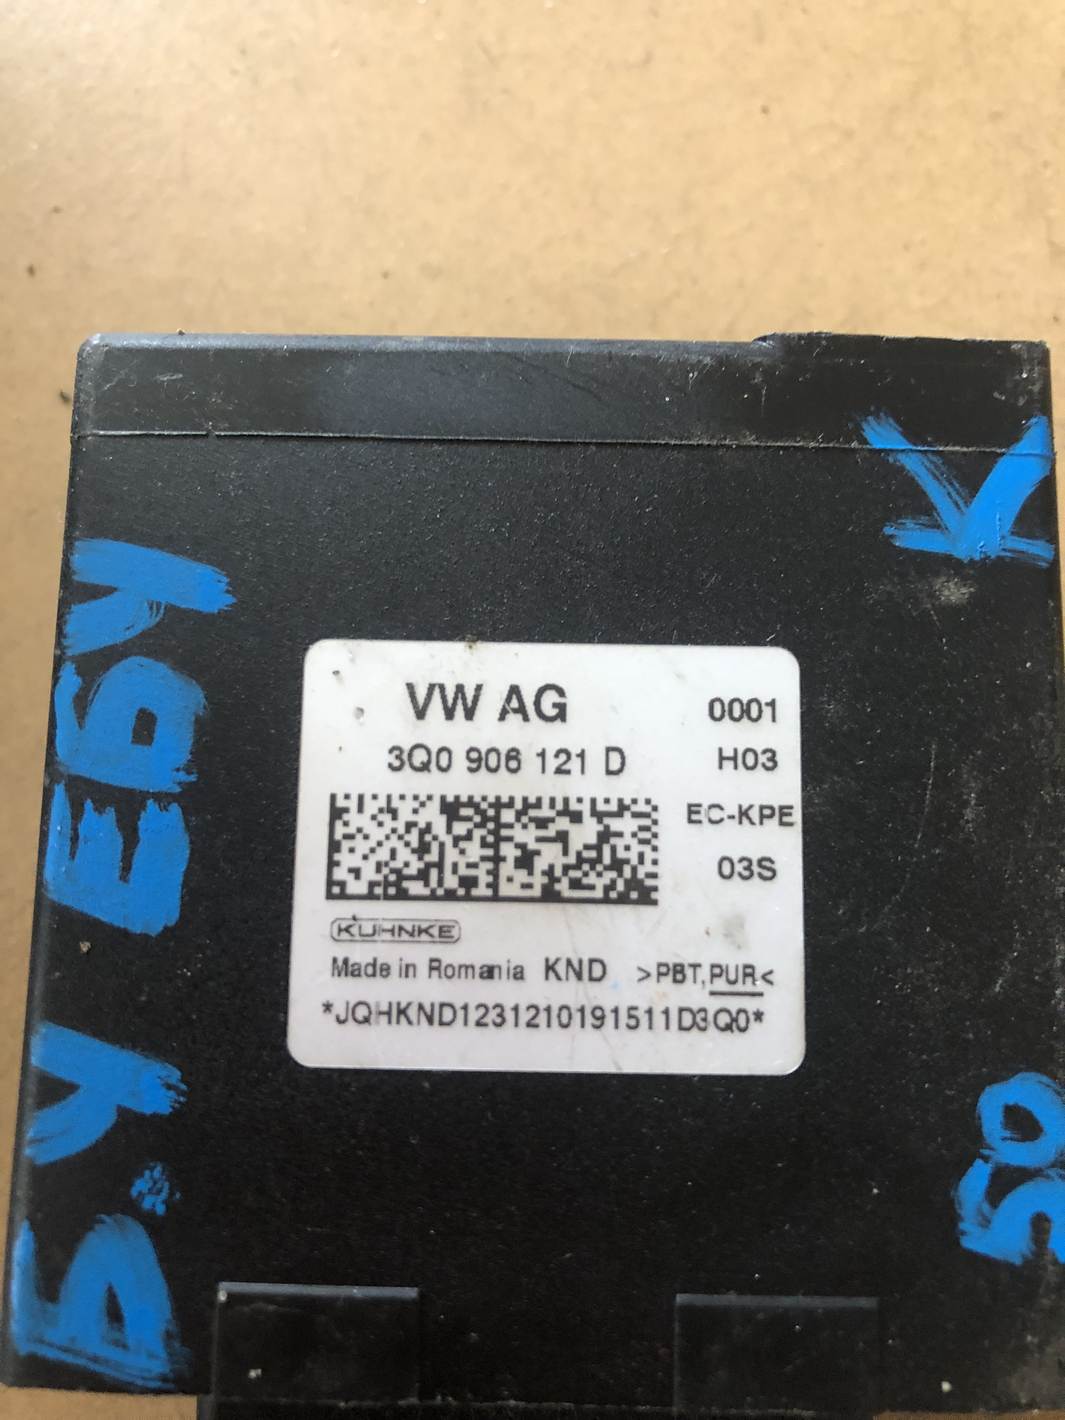 VW AG 0001
3Q0 906 121 D H03
EC-KPE
03S
KUHNKE
Made in Romania KND >PBT,PUR<
*JQHKND1231210191511D3Q0*
K